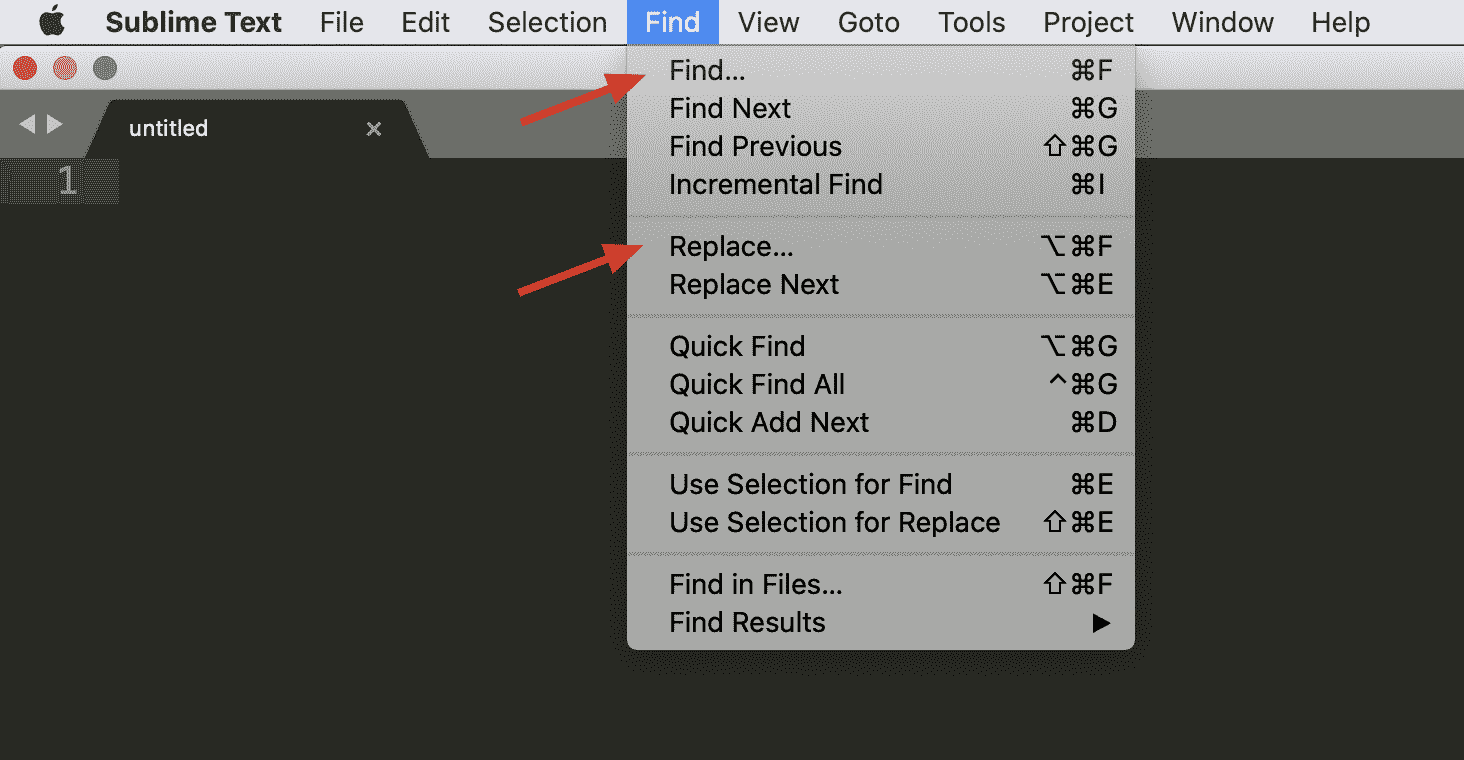 Sublime Text File Edit Selection Find View Goto Tools Project Window Help
untitled ×
1
Find... ⌘F
Find Next ⌘G
Find Previous ⇧⌘G
Incremental Find ⌘I
Replace... ⌥⌘F
Replace Next ⌥⌘E
Quick Find ⌥⌘G
Quick Find All ^⌘G
Quick Add Next ⌘D
Use Selection for Find ⌘E
Use Selection for Replace ⇧⌘E
Find in Files... ⇧⌘F
Find Results ▶